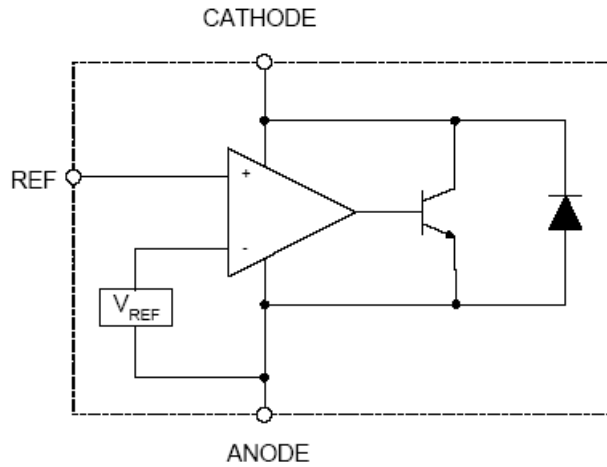 CATHODE
REF
+
-
VREF
ANODE